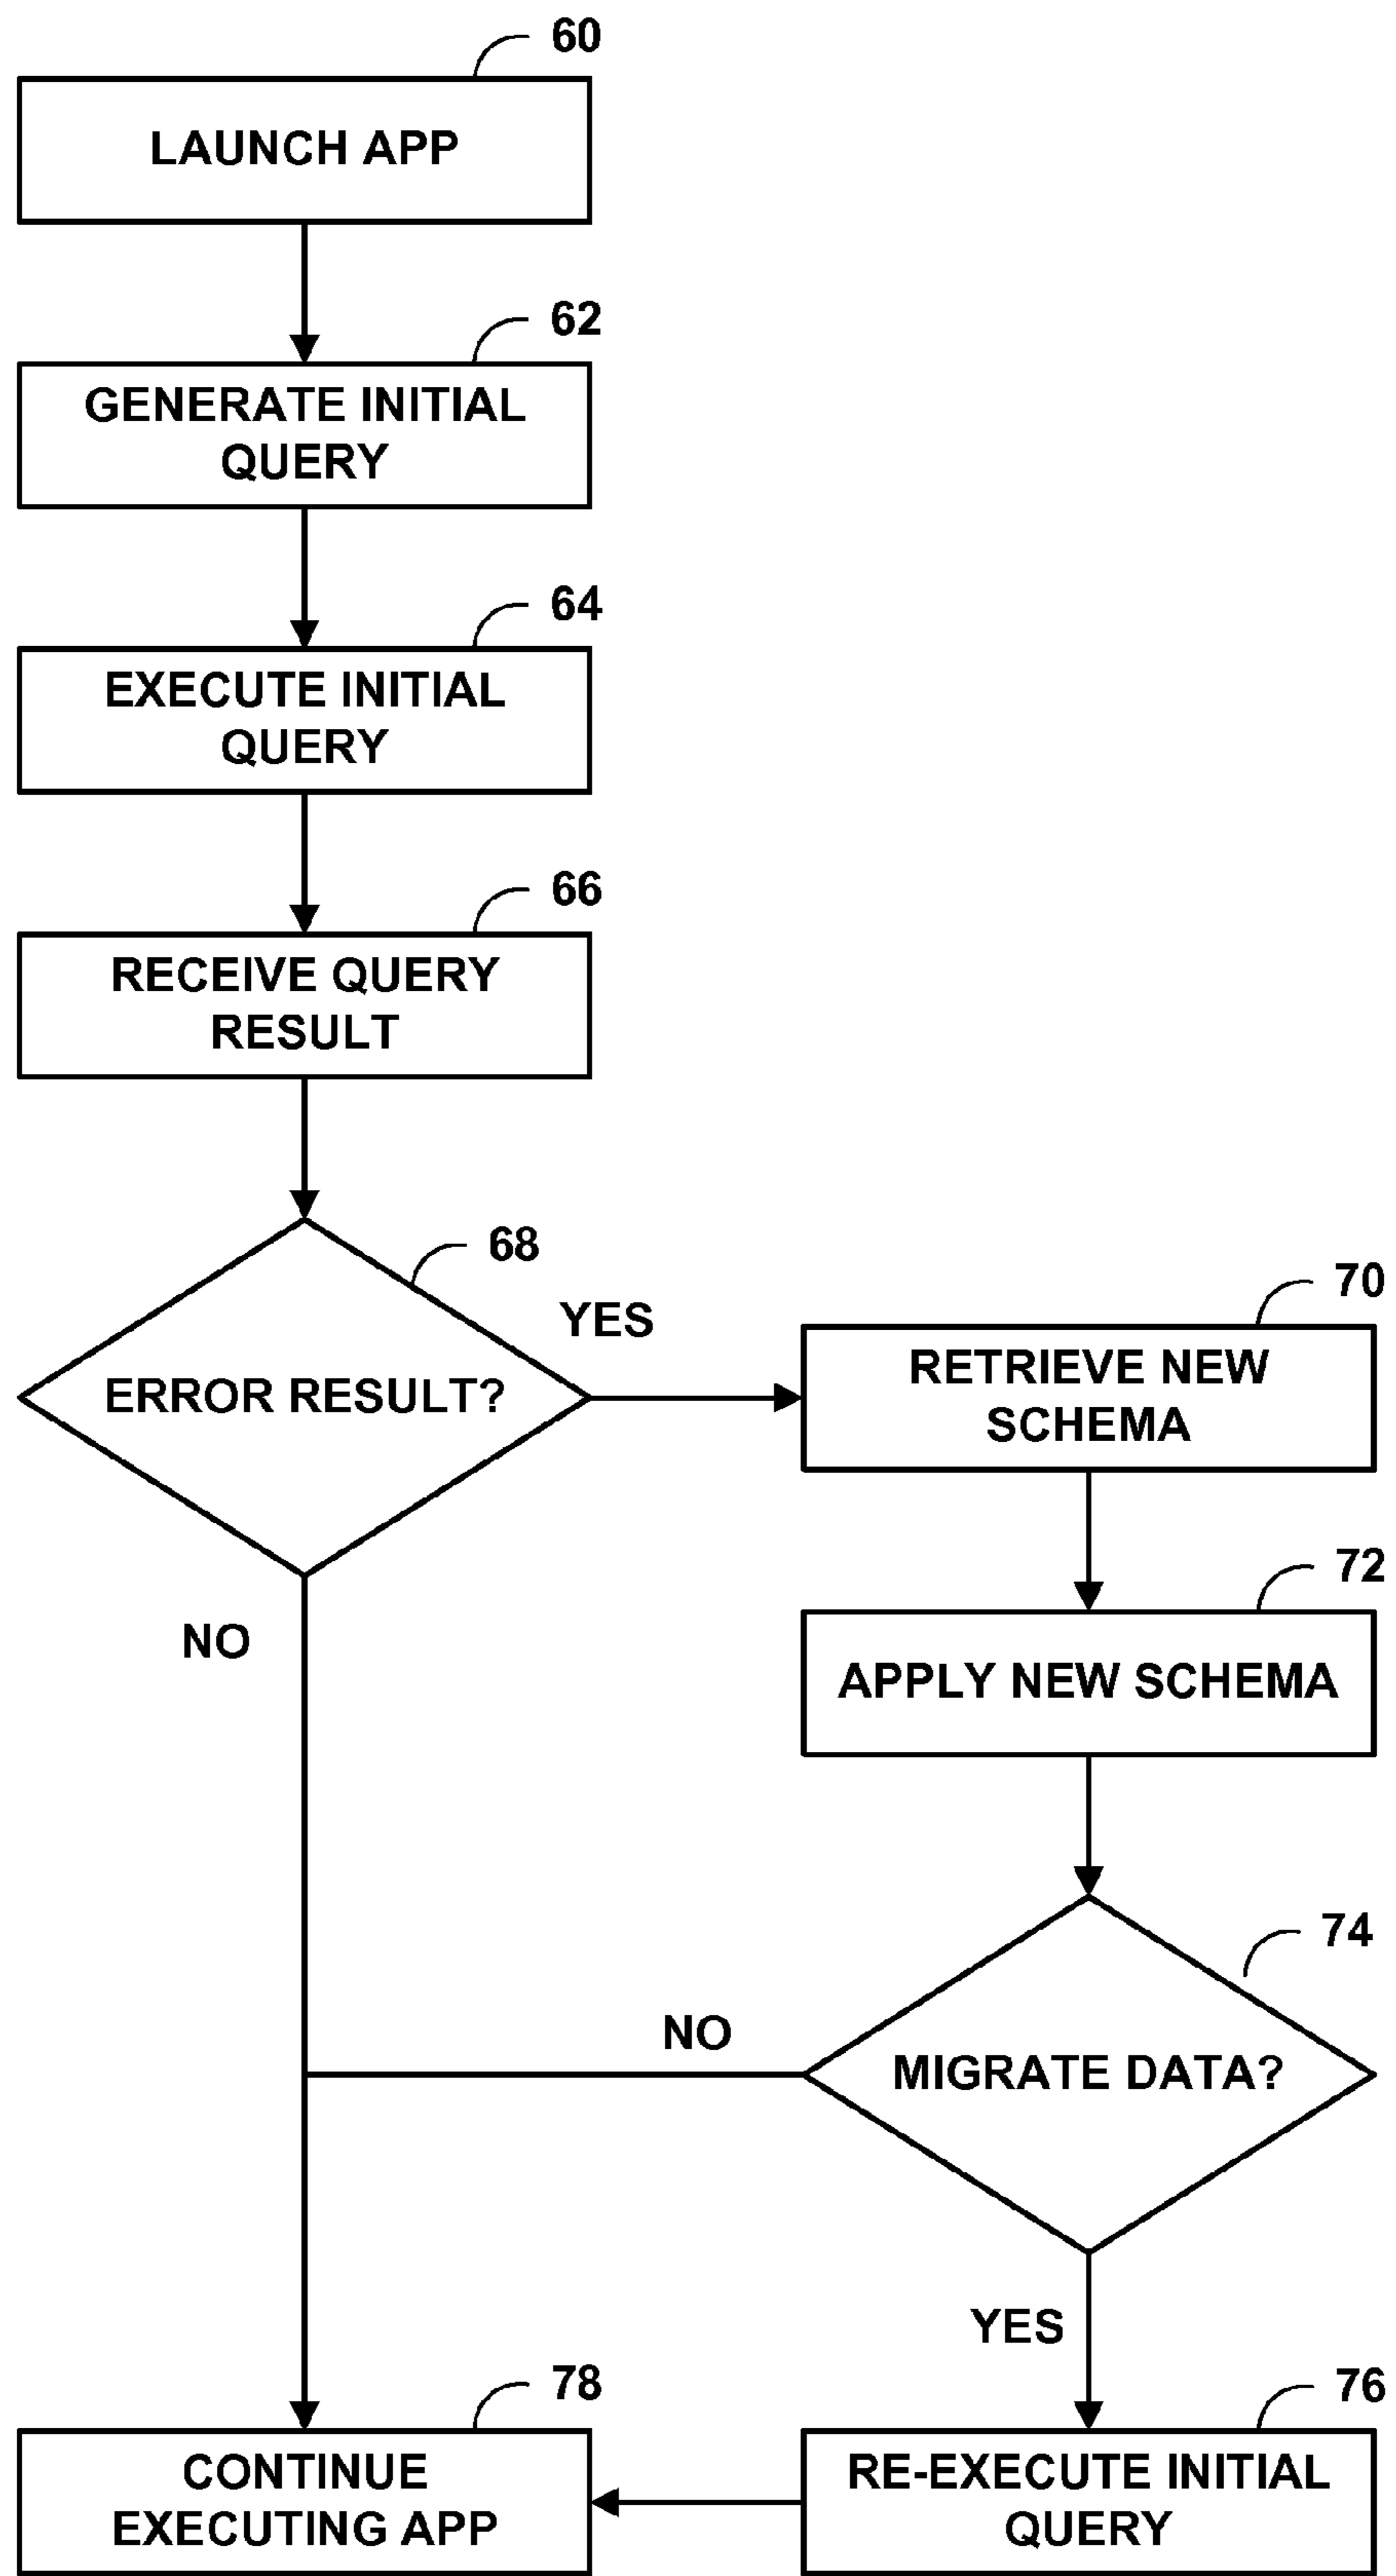 60
LAUNCH APP
62
GENERATE INITIAL
QUERY
64
EXECUTE INITIAL
QUERY
66
RECEIVE QUERY
RESULT
68
ERROR RESULT?
YES
NO
70
RETRIEVE NEW
SCHEMA
72
APPLY NEW SCHEMA
74
MIGRATE DATA?
NO
YES
76
RE-EXECUTE INITIAL
QUERY
78
CONTINUE
EXECUTING APP